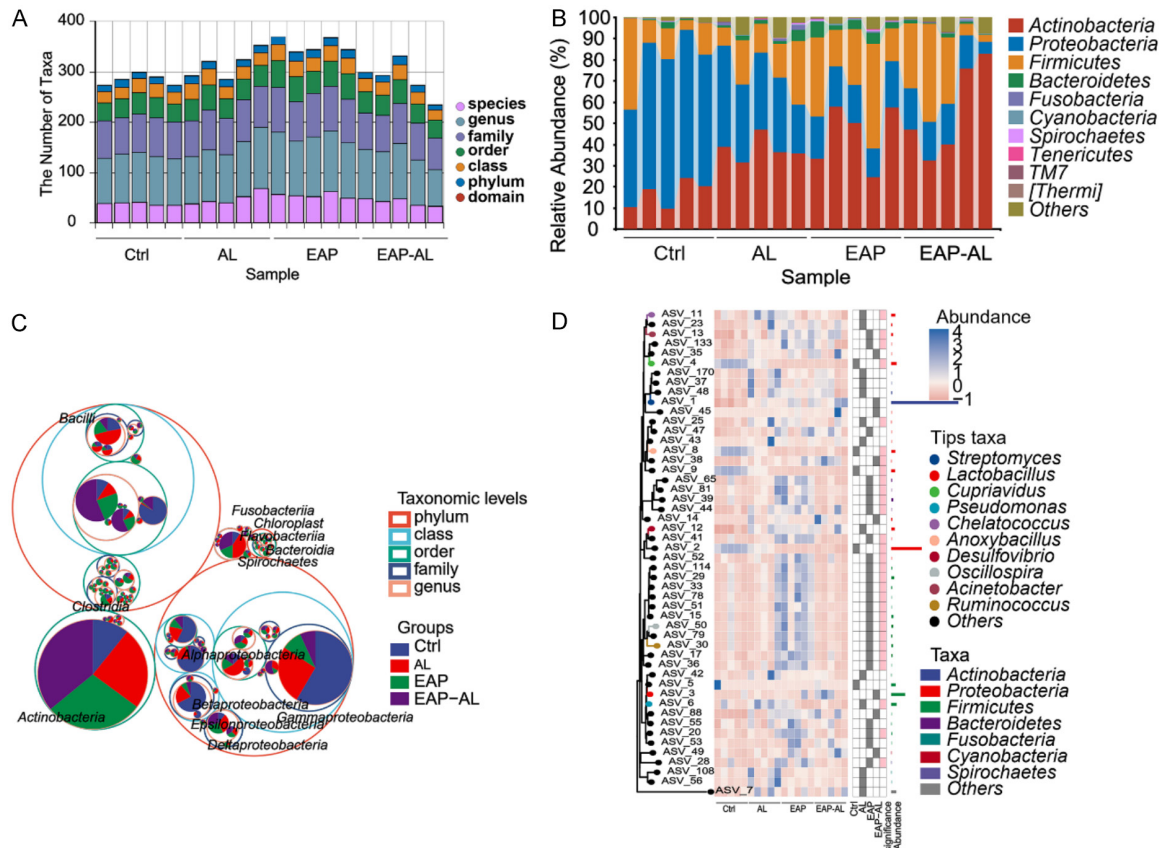 A
The Number of Taxa
400
300
200
100
0
Ctrl
AL
EAP
EAP-AL
Sample
species
genus
family
order
class
phylum
domain
B
Relative Abundance (%)
100
90
80
70
60
50
40
30
20
10
0
Ctrl
AL
EAP
EAP-AL
Sample
Actinobacteria
Proteobacteria
Firmicutes
Bacteroidetes
Fusobacteria
Cyanobacteria
Spirochaetes
Tenericutes
TM7
[Thermi]
Others
C
Bacilli
Fusobacteriia
Chloroplast
Flavobacteriia
Bacteroidia
Spirochaetes
Clostridia
Alphaproteobacteria
Actinobacteria
Betaproteobacteria
Gammaproteobacteria
Epsilonproteobacteria
Deltaproteobacteria
Taxonomic levels
phylum
class
order
family
genus
Groups
Ctrl
AL
EAP
EAP-AL
D
ASV_11
ASV_23
ASV_13
ASV_133
ASV_35
ASV_4
ASV_170
ASV_37
ASV_48
ASV_1
ASV_45
ASV_25
ASV_47
ASV_43
ASV_8
ASV_38
ASV_9
ASV_65
ASV_81
ASV_39
ASV_44
ASV_14
ASV_12
ASV_41
ASV_2
ASV_52
ASV_114
ASV_29
ASV_33
ASV_78
ASV_51
ASV_15
ASV_50
ASV_79
ASV_30
ASV_17
ASV_36
ASV_42
ASV_5
ASV_3
ASV_6
ASV_88
ASV_55
ASV_20
ASV_53
ASV_49
ASV_28
ASV_108
ASV_56
ASV_7
Ctrl
AL
EAP
EAP-AL
Ctrl
AL
EAP
EAP-AL
significance
Abundance
Abundance
4
3
2
1
0
-1
Tips taxa
Streptomyces
Lactobacillus
Cupriavidus
Pseudomonas
Chelatococcus
Anoxybacillus
Desulfovibrio
Oscillospira
Acinetobacter
Ruminococcus
Others
Taxa
Actinobacteria
Proteobacteria
Firmicutes
Bacteroidetes
Fusobacteria
Cyanobacteria
Spirochaetes
Others